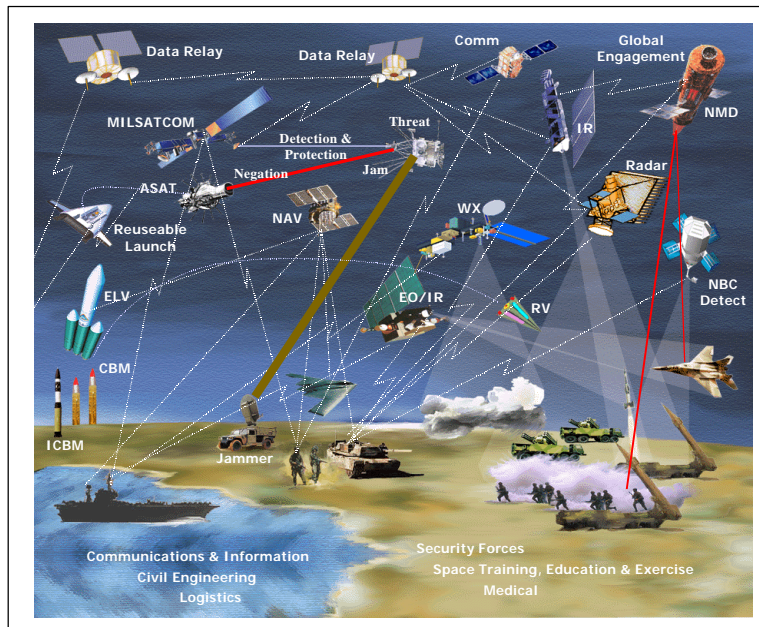 Data Relay
Data Relay
Comm
Global
Engagement
MILSATCOM
Threat
IR
NMD
Detection &
Protection
Negation
Jam
ASAT
Radar
NAV
WX
Reuseable
Launch
ELV
EO/IR
RV
NBC
Detect
CBM
ICBM
Jammer
Communications & Information
Civil Engineering
Logistics
Security Forces
Space Training, Education & Exercise
Medical